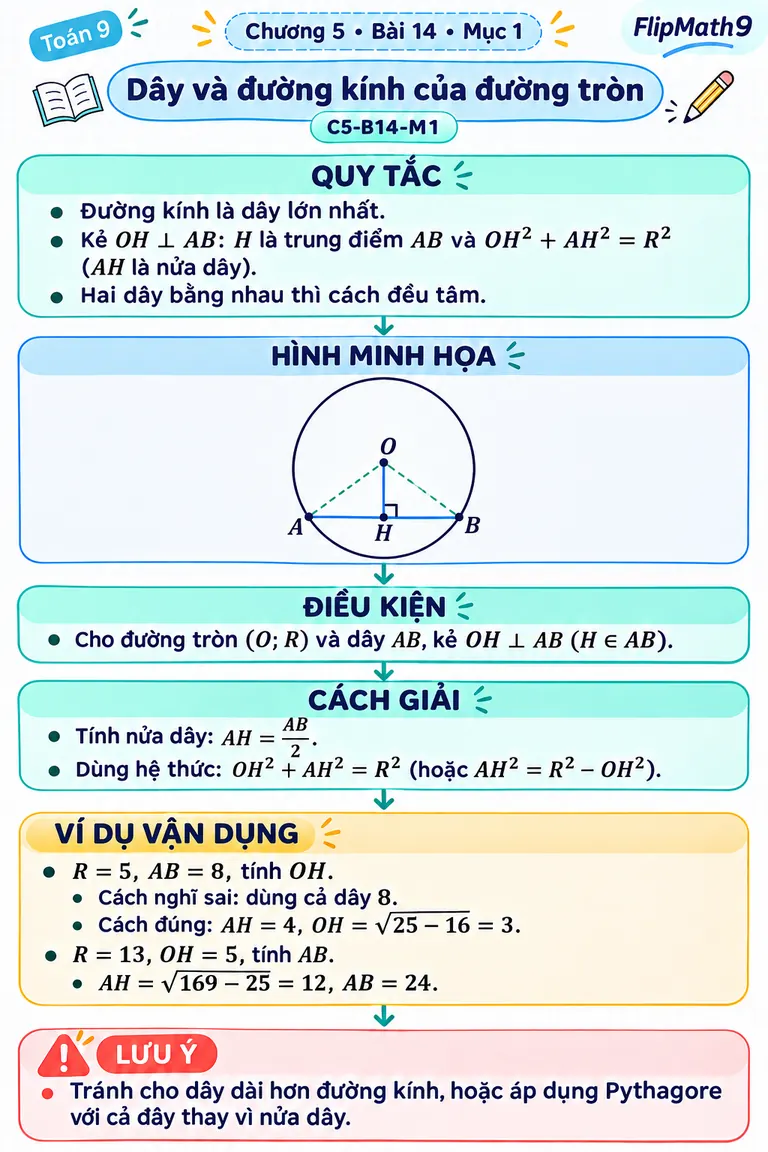 Toán 9
Chương 5 • Bài 14 • Mục 1
FlipMath9
Dây và đường kính của đường tròn
C5-B14-M1
QUY TẮC
• Đường kính là dây lớn nhất.
• Kẻ OH ⊥ AB: H là trung điểm AB và OH² + AH² = R²
(AH là nửa dây).
• Hai dây bằng nhau thì cách đều tâm.
HÌNH MINH HỌA
O
A
H
B
ĐIỀU KIỆN
• Cho đường tròn (O; R) và dây AB, kẻ OH ⊥ AB (H ∈ AB).
CÁCH GIẢI
• Tính nửa dây: AH = AB/2.
• Dùng hệ thức: OH² + AH² = R² (hoặc AH² = R² − OH²).
VÍ DỤ VẬN DỤNG
• R = 5, AB = 8, tính OH.
• Cách nghĩ sai: dùng cả dây 8.
• Cách đúng: AH = 4, OH = √(25 − 16) = 3.
• R = 13, OH = 5, tính AB.
• AH = √(169 − 25) = 12, AB = 24.
! LƯU Ý
• Tránh cho dây dài hơn đường kính, hoặc áp dụng Pythagore
với cả đây thay vì nửa dây.